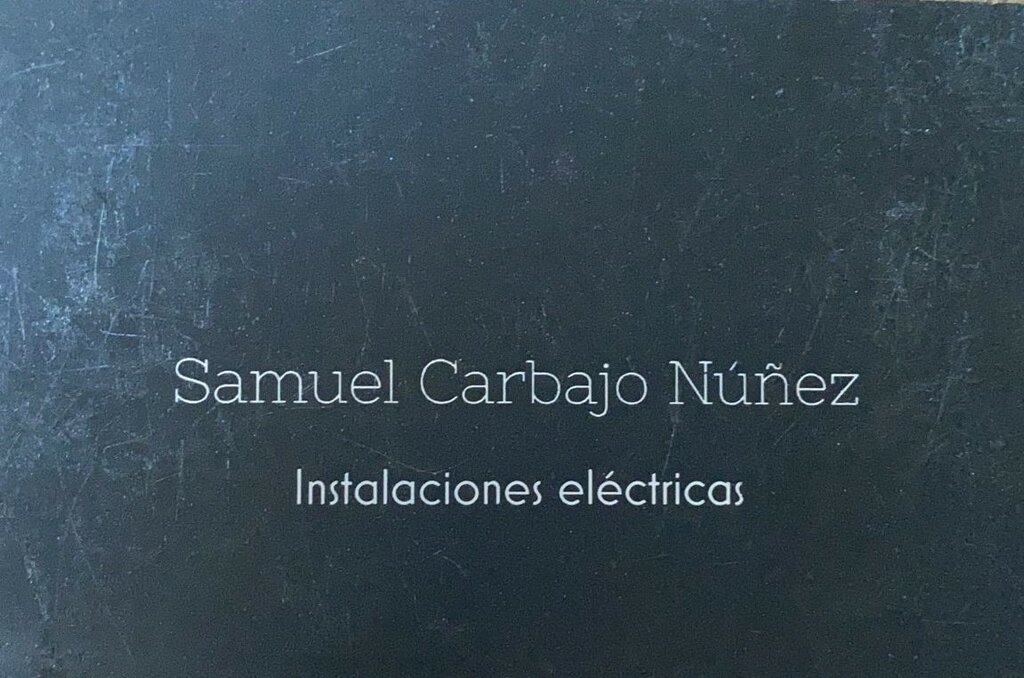 Samuel Carbajo Núñez
Instalaciones eléctricas